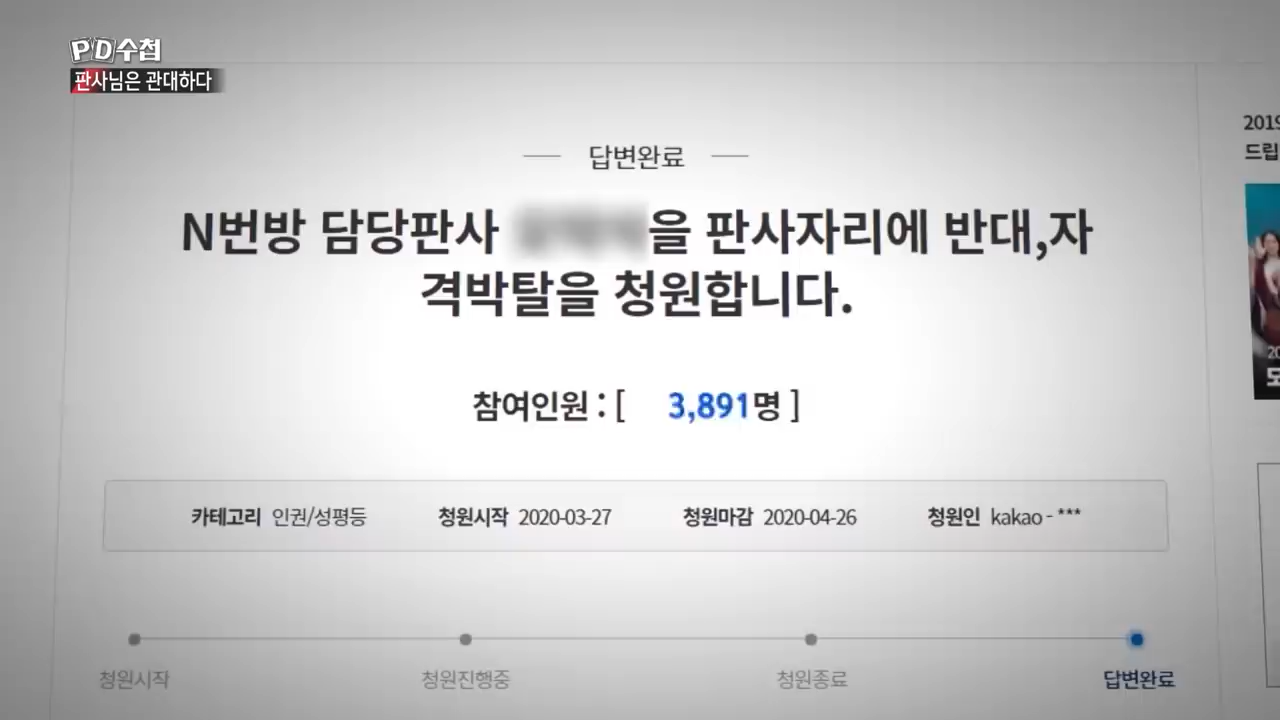 PD수첩
판사님은 관대하다
답변완료
N번방 담당판사 을 판사자리에 반대,자
격박탈을 청원합니다.
참여인원 : [ 3,891명 ]
카테고리 인권/성평등 청원시작 2020-03-27 청원마감 2020-04-26 청원인 kakao - ***
청원시작 청원진행중 청원종료 답변완료
2019
드립